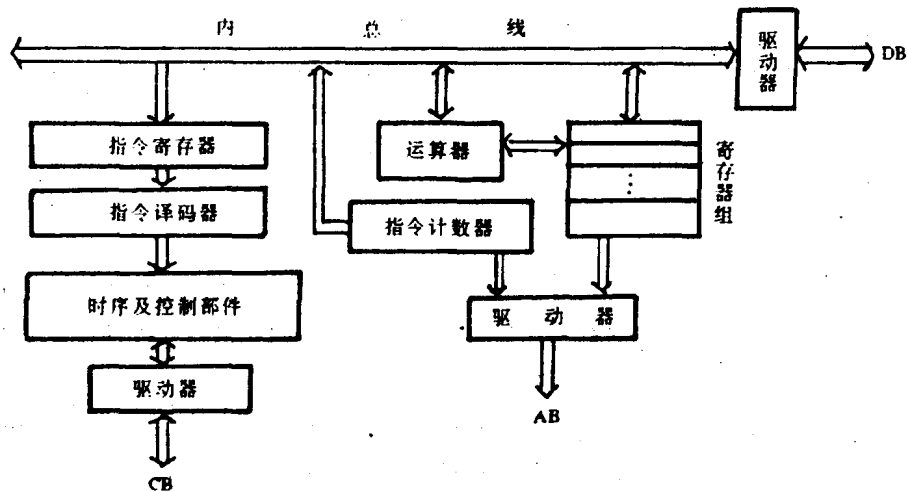 内 总 线
驱动器
DB
指令寄存器
运算器
寄存器组
指令译码器
指令计数器
时序及控制部件
驱 动 器
驱动器
AB
CB